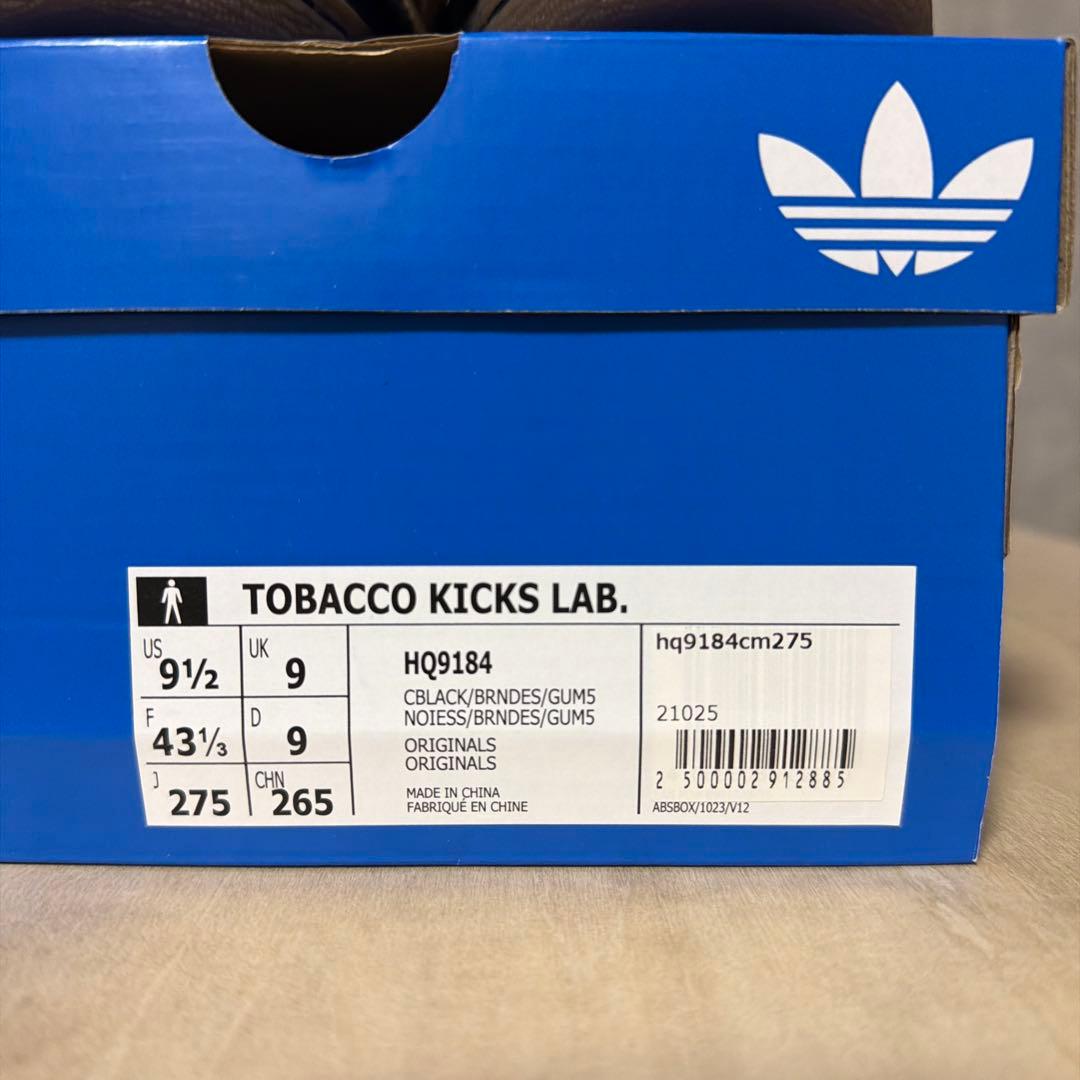 TOBACCO KICKS LAB.
US 9½ UK 9
F 43⅓ D 9
J 275 CHN 265
HQ9184
CBLACK/BRNDES/GUM5
NOIESS/BRNDES/GUM5
ORIGINALS
ORIGINALS
MADE IN CHINA
FABRIQUÉ EN CHINE
hq9184cm275
21025
2 500002 912885
ABSBOX/1023/V12